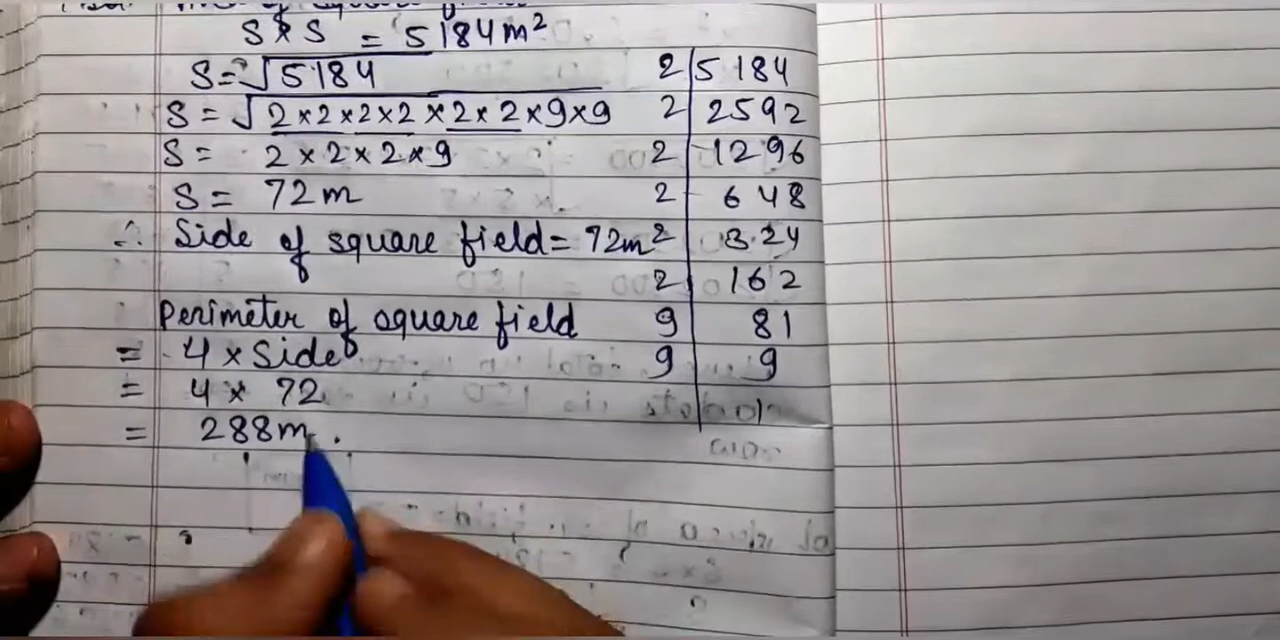 S x S = 5184m²
S = √5184
S = √2×2×2×2×2×2×9×9
S = 2×2×2×9
S = 72m
∴ Side of square field = 72m
Perimeter of square field
= 4 × Side
= 4 × 72
= 288m.
2 | 5184
2 | 2592
2 | 1296
2 | 648
2 | 324
2 | 162
9 | 81
9 | 9
| 1